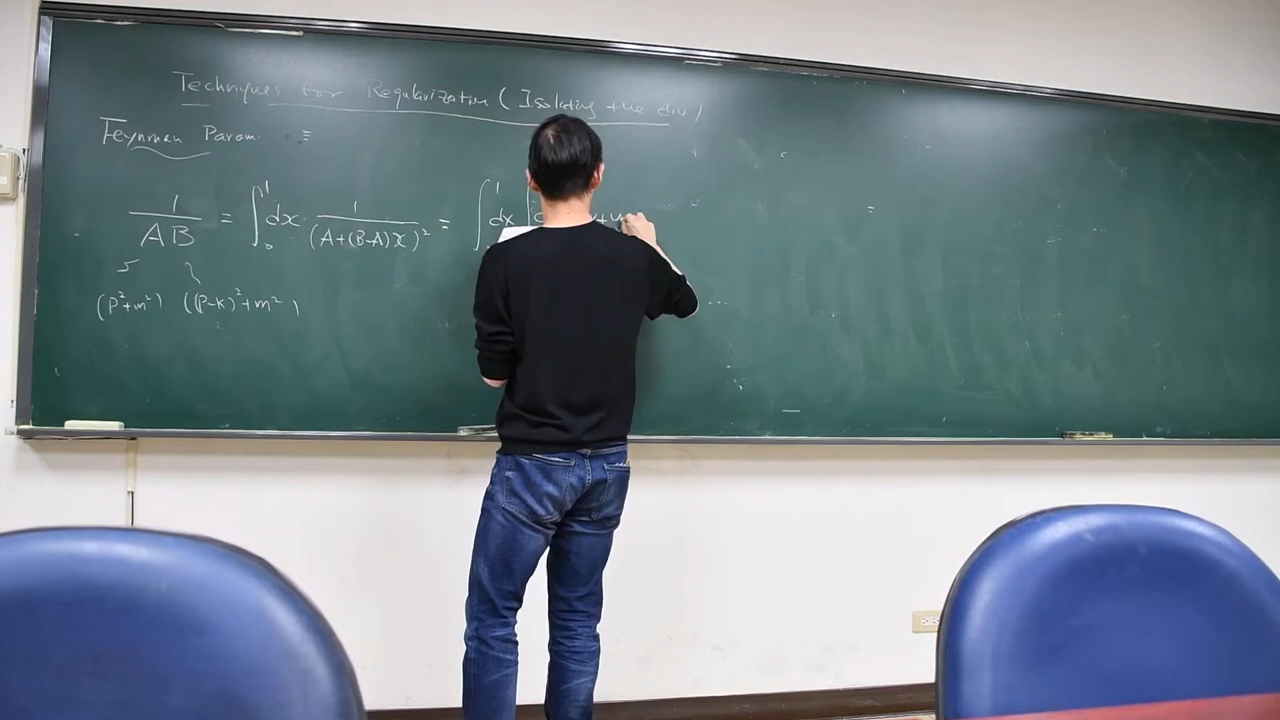 Techniques for Regularization (Isolating the div)
Feynman Param. ≡
1/AB = ∫₀¹ dx 1/(A+(B-A)x)² = ∫ ¹ dx ∫
(p²+m²) ((p-k)²+m²)